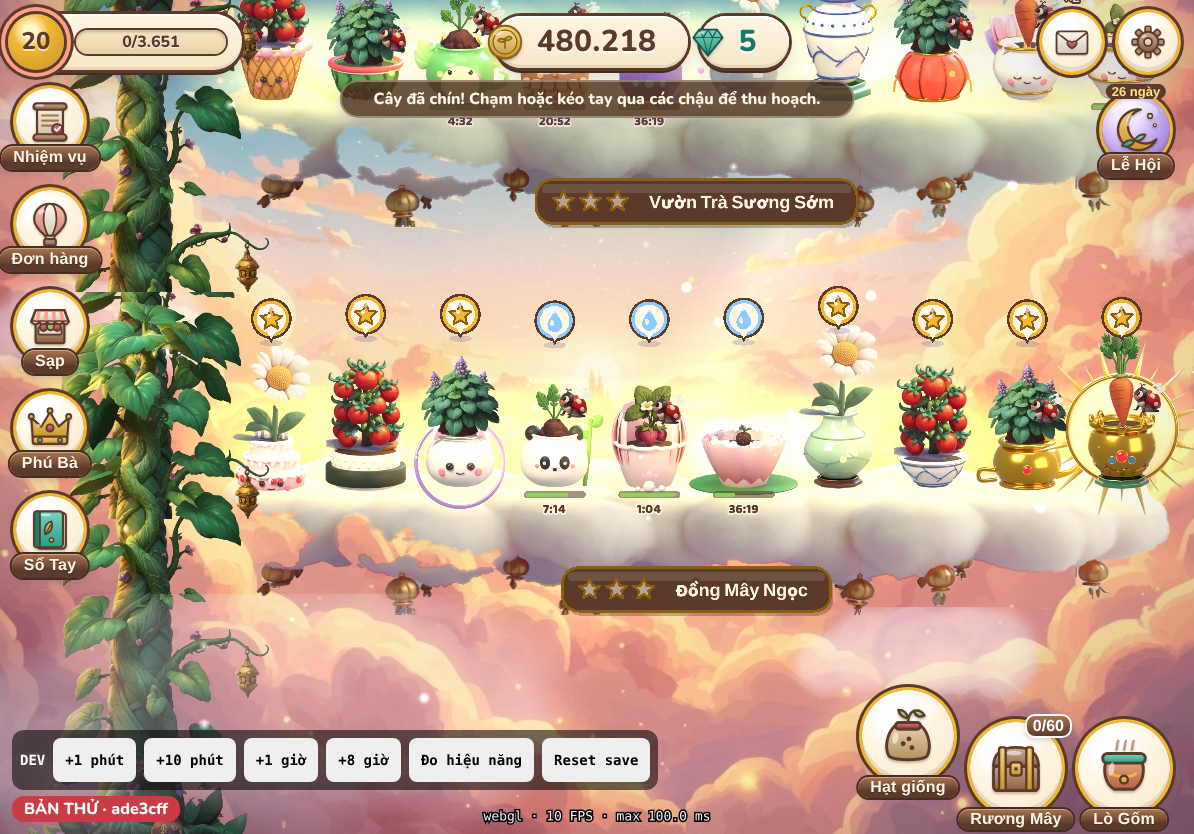 20
0/3.651
480.218
5
Cây đã chín! Chạm hoặc kéo tay qua các chậu để thu hoạch.
4:32
20:52
36:19
26 ngày
Lễ Hội
Nhiệm vụ
Vườn Trà Sương Sớm
Đơn hàng
Sạp
Phú Bà
Sổ Tay
7:14
1:04
36:19
Đồng Mây Ngọc
Hạt giống
0/60
Rương Mây
Lò Gốm
DEV
+1 phút
+10 phút
+1 giờ
+8 giờ
Đo hiệu năng
Reset save
BẢN THỬ · ade3cff
webgl · 10 FPS · max 100.0 ms